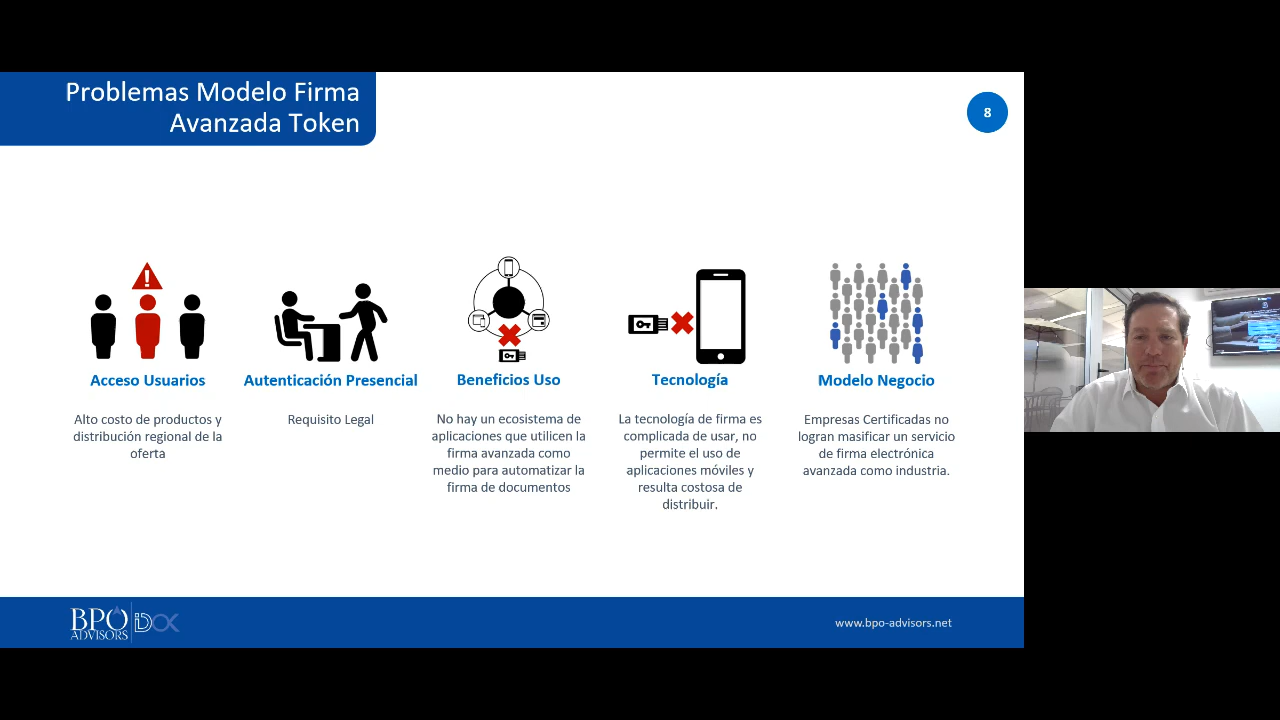 Problemas Modelo Firma
Avanzada Token
8
Acceso Usuarios
Alto costo de productos y
distribución regional de la
oferta
Autenticación Presencial
Requisito Legal
Beneficios Uso
No hay un ecosistema de
aplicaciones que utilicen la
firma avanzada como
medio para automatizar la
firma de documentos
Tecnología
La tecnología de firma es
complicada de usar, no
permite el uso de
aplicaciones móviles y
resulta costosa de
distribuir.
Modelo Negocio
Empresas Certificadas no
logran masificar un servicio
de firma electrónica
avanzada como industria.
BPO
ADVISORS
www.bpo-advisors.net